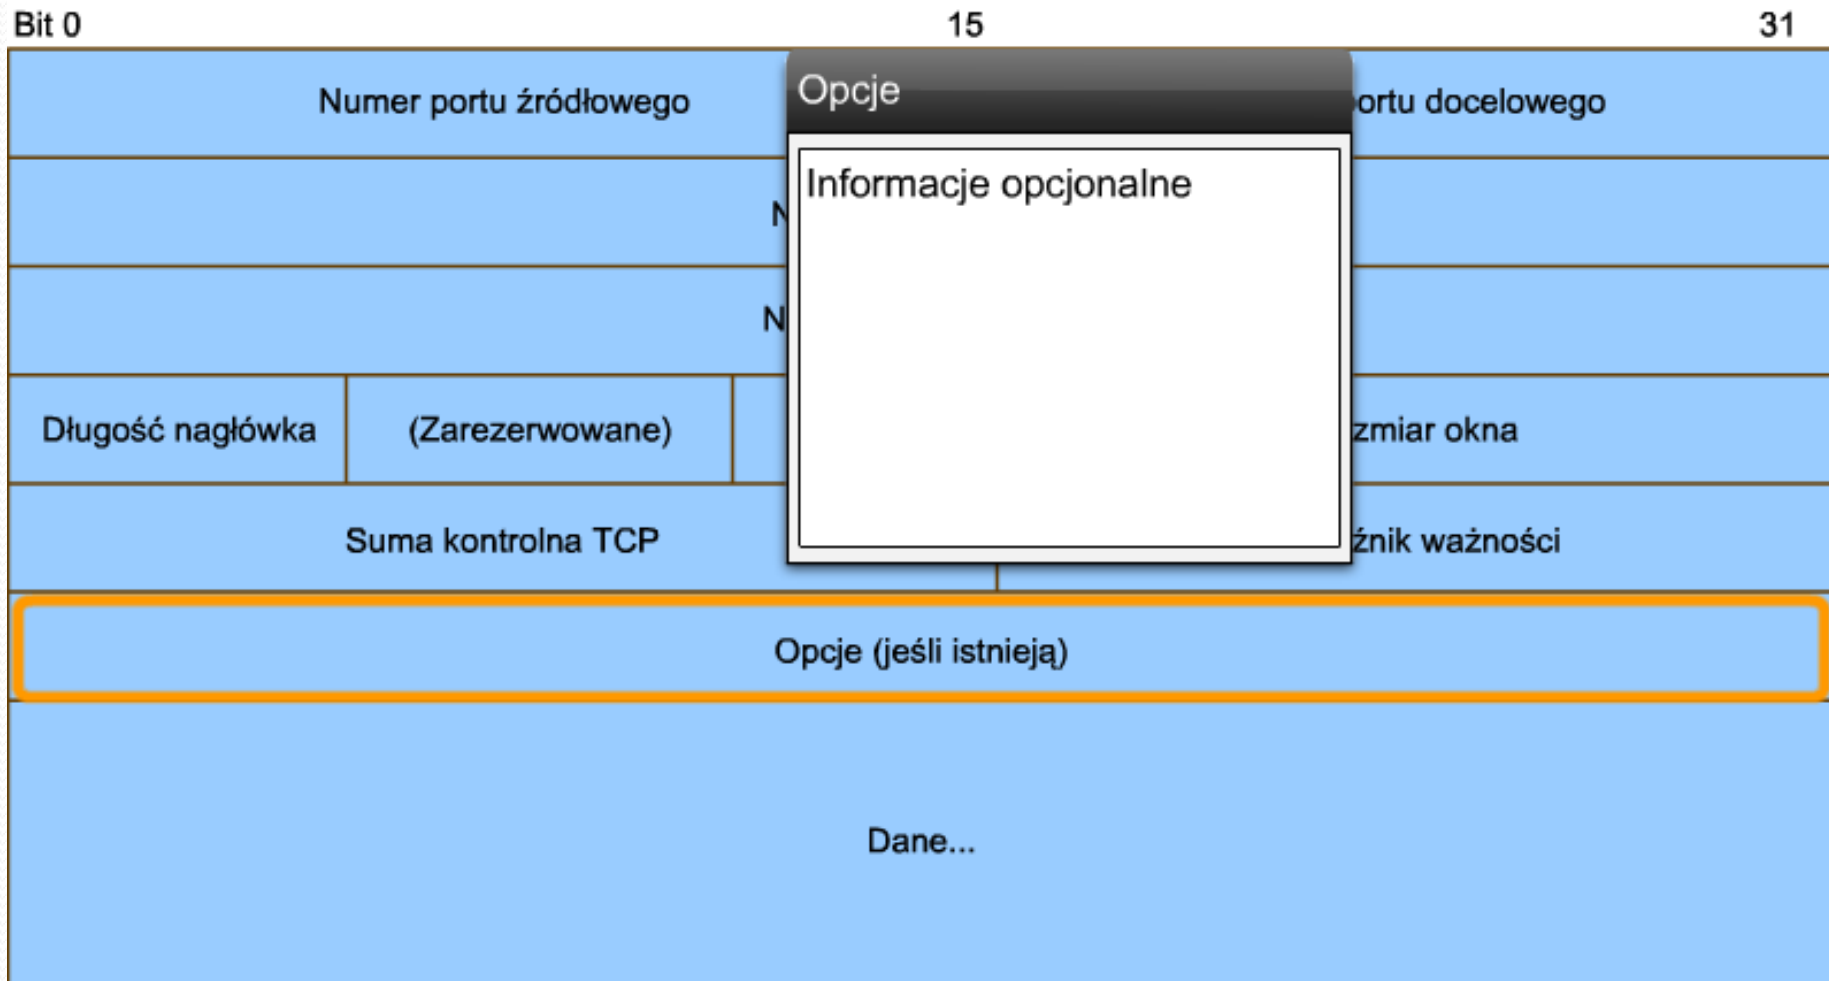 Bit 0 15 31
Numer portu źródłowego
Opcje
portu docelowego
Informacje opcjonalne
N
N
Długość nagłówka (Zarezerwowane) zmiar okna
Suma kontrolna TCP źnik ważności
Opcje (jeśli istnieją)
Dane...